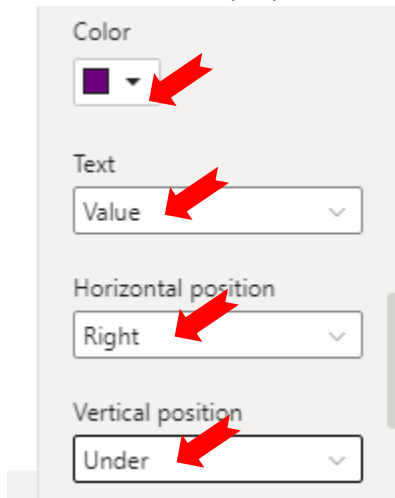 Color
Text
Value
Horizontal position
Right
Vertical position
Under